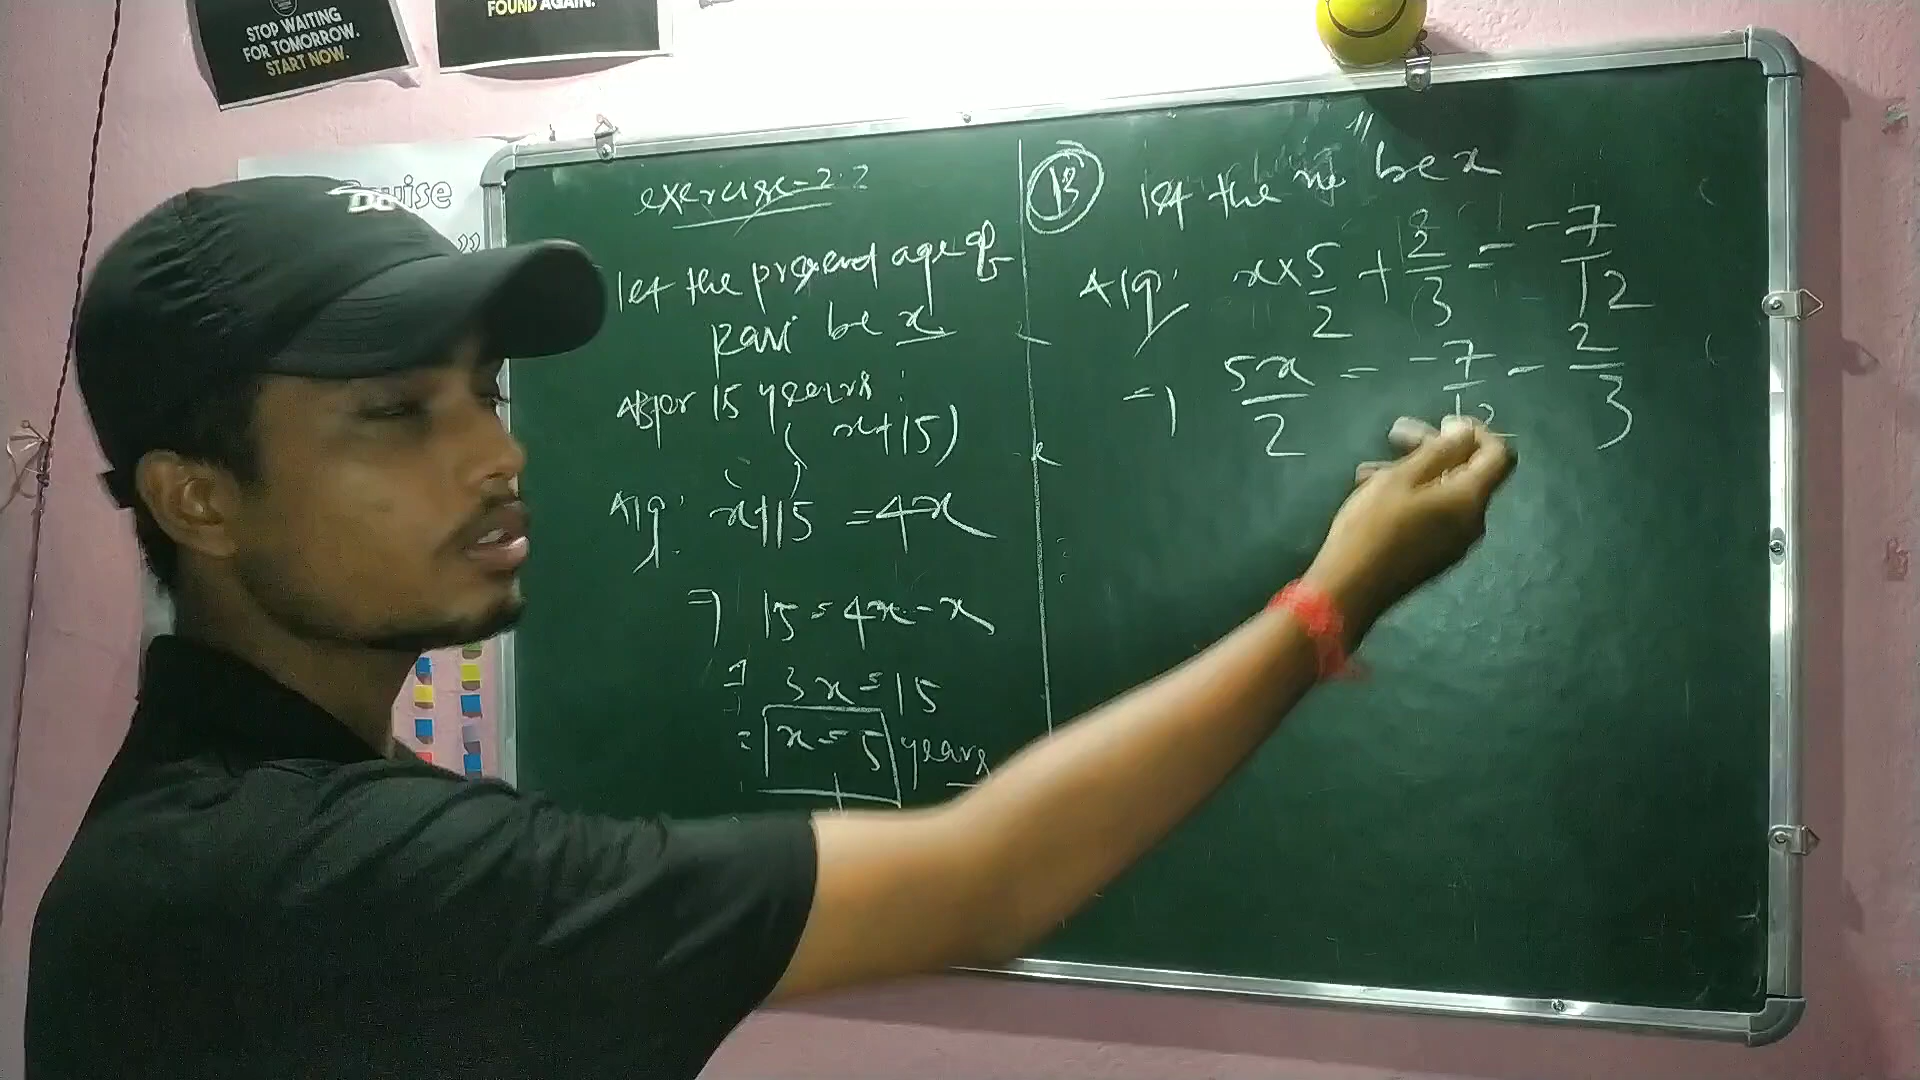 STOP WAITING
FOR TOMORROW.
START NOW.
FOUND AGAIN.
exercise-2.2
let the present age of
ravi be x
After 15 years
x+15)
A/q. x+15 = 4x
⇒ 15 = 4x - x
3x = 15
= x = 5 years
13 let the no be x
A/q. x × 5/2 + 2/3 = -7/12
⇒ 5x/2 = -7/12 - 2/3